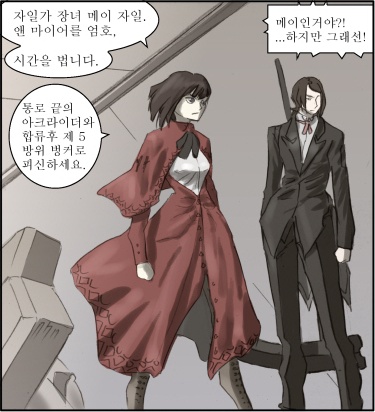 자일가 장녀 메이 자일.
앤 마이어를 엄호,
시간을 법니다.
메이인거야?!
...하지만 그래선!
통로 끝의
아크라이더와
합류후 제 5
방위 벙커로
피신하세요.